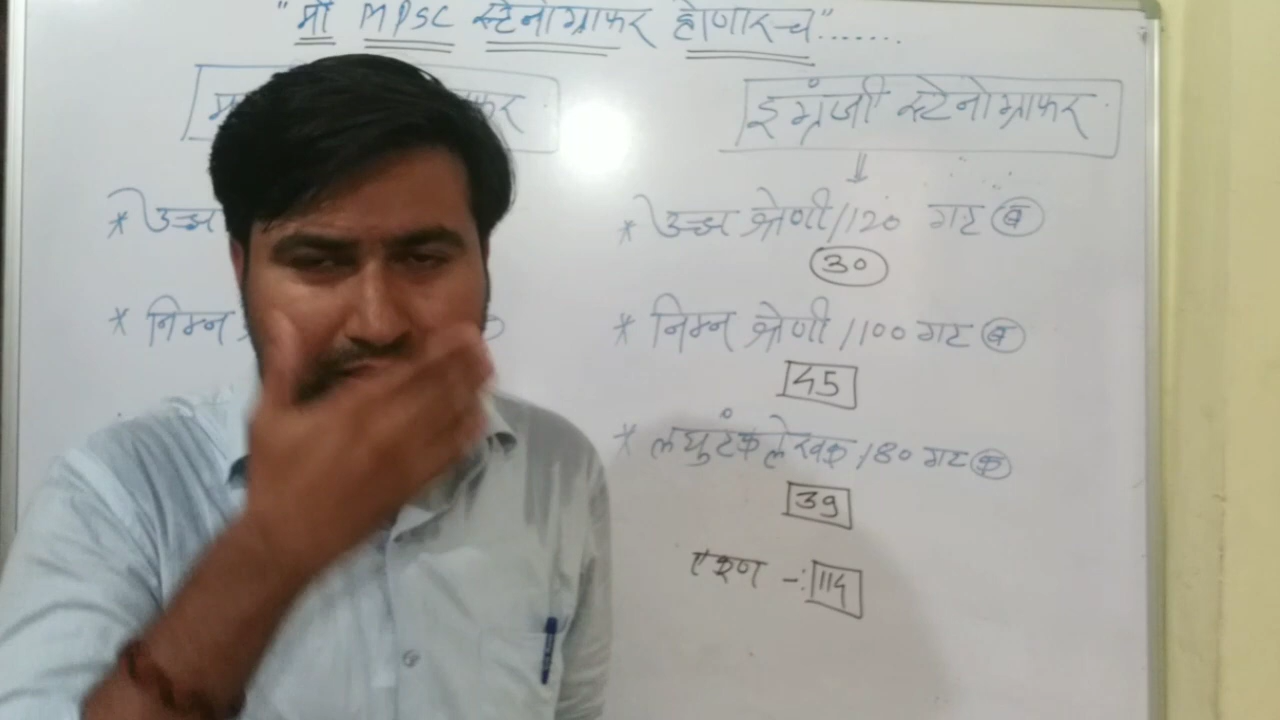 "मी MPSC स्टेनोग्राफर होणारच".......
इंग्रजी स्टेनोग्राफर
* उच्च
* उच्च श्रेणी/120 गट ब
30
* निम्न
* निम्न श्रेणी/100 गट ब
45
* लघुटंकलेखक/80 गट क
39
एकूण -:114